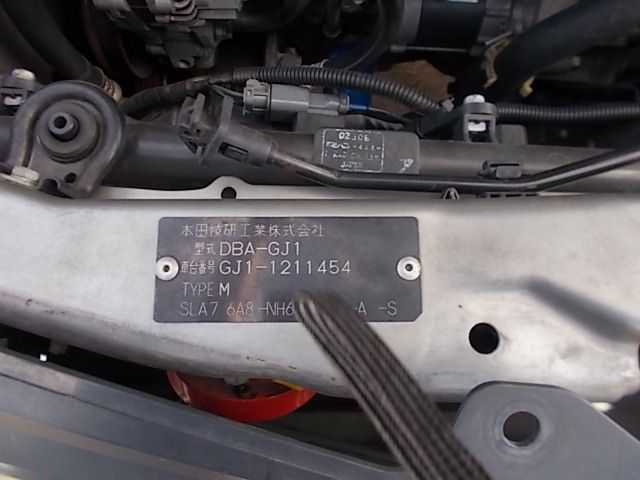 本田技研工業株式会社
型式 DBA-GJ1
車台番号 GJ1-1211454
TYPE M
SLA7 6A8-NH6 -A -S